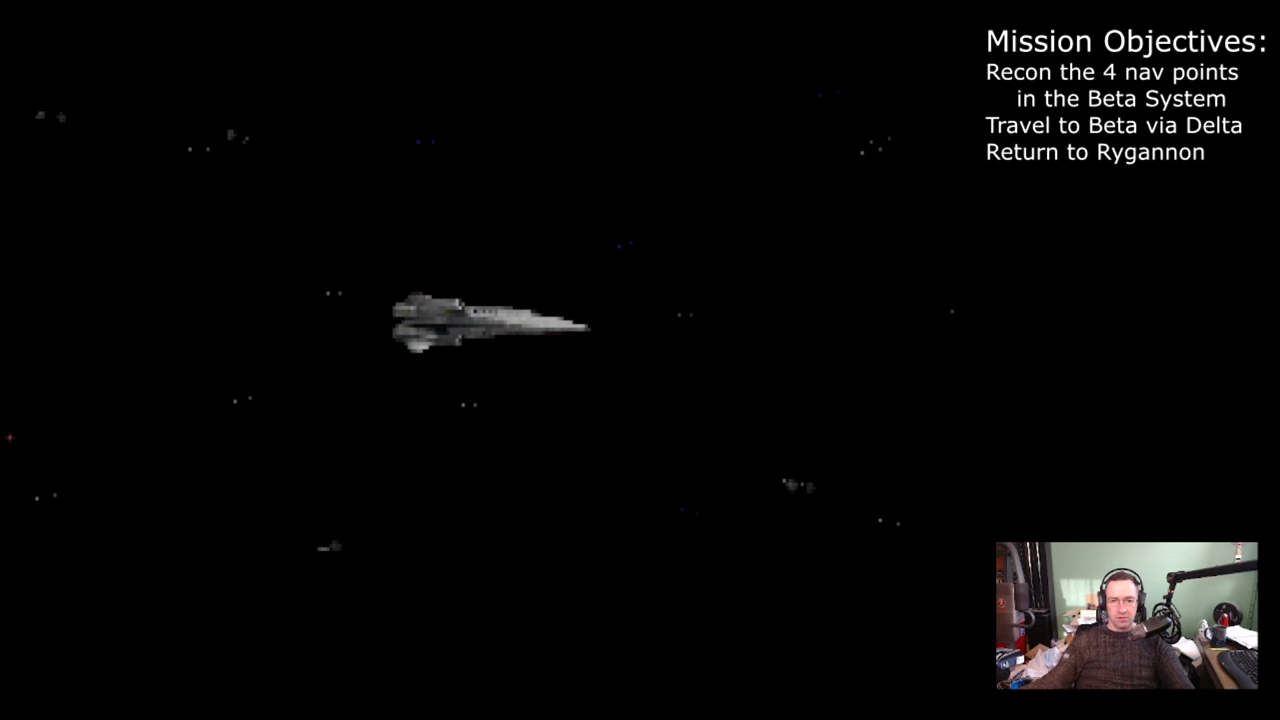 Mission Objectives:
Recon the 4 nav points
in the Beta System
Travel to Beta via Delta
Return to Rygannon